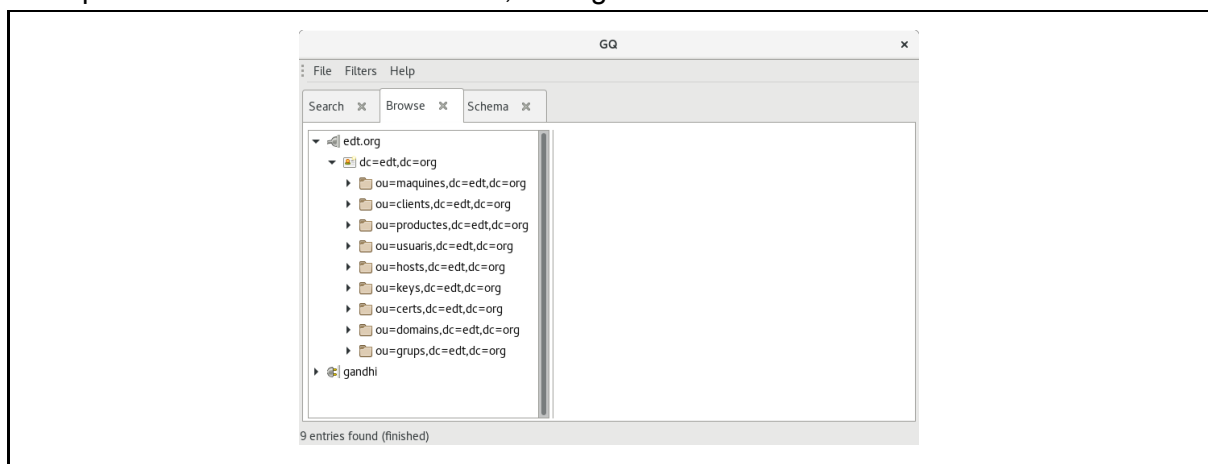 GQ
File Filters Help
Search Browse Schema
edt.org
dc=edt,dc=org
ou=maquines,dc=edt,dc=org
ou=clients,dc=edt,dc=org
ou=productes,dc=edt,dc=org
ou=usuaris,dc=edt,dc=org
ou=hosts,dc=edt,dc=org
ou=keys,dc=edt,dc=org
ou=certs,dc=edt,dc=org
ou=domains,dc=edt,dc=org
ou=grups,dc=edt,dc=org
gandhi
9 entries found (finished)